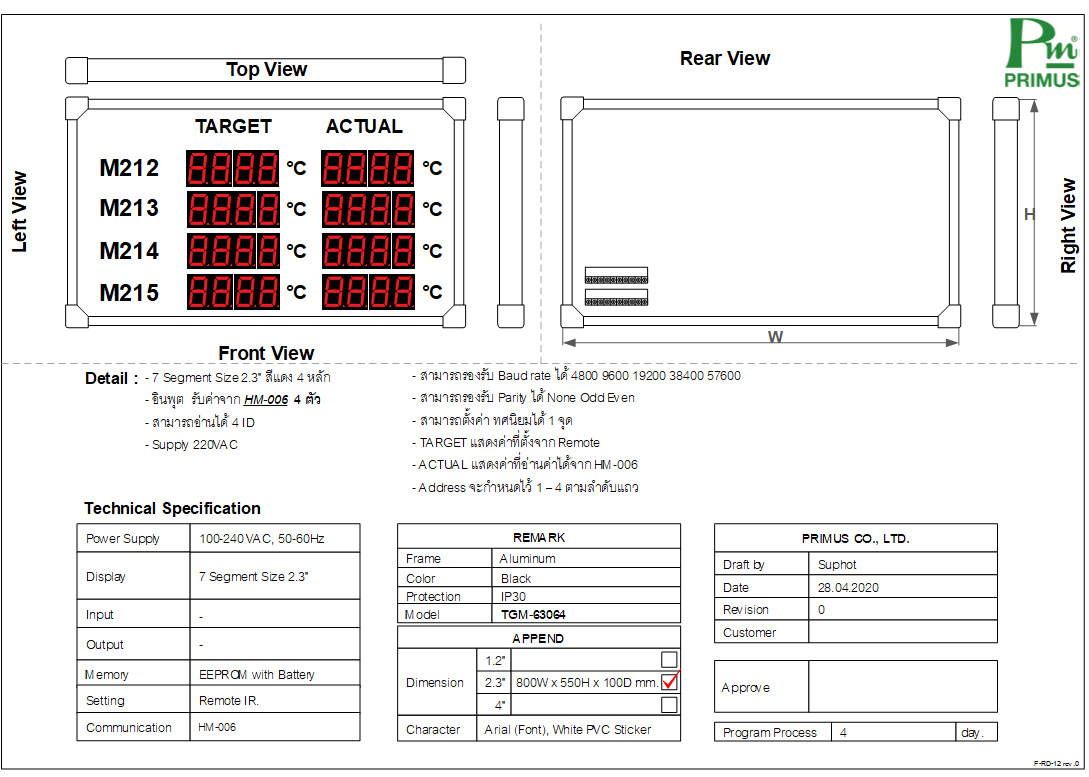 Pm®
PRIMUS
Top View
Rear View
TARGET ACTUAL
M212 8.8.8.8 °C 8.8.8.8 °C
M213 8.8.8.8 °C 8.8.8.8 °C
M214 8.8.8.8 °C 8.8.8.8 °C
M215 8.8.8.8 °C 8.8.8.8 °C
Left View
Right View
H
W
Front View
Detail : - 7 Segment Size 2.3" สีแดง 4 หลัก
- อินพุต รับค่าจาก HM-006 4 ตัว
- สามารถอ่านได้ 4 ID
- Supply 220VAC
- สามารถรองรับ Baud rate ได้ 4800 9600 19200 38400 57600
- สามารถรองรับ Parity ได้ None Odd Even
- สามารถตั้งค่า ทศนิยมได้ 1 จุด
- TARGET แสดงค่าที่ตั้งจาก Remote
- ACTUAL แสดงค่าที่อ่านค่าได้จาก HM-006
- Address จะกำหนดไว้ 1 – 4 ตามลำดับแถว
Technical Specification
Power Supply 100-240 VAC, 50-60Hz
Display 7 Segment Size 2.3"
Input -
Output -
Memory EEPROM with Battery
Setting Remote IR.
Communication HM-006
REMARK
Frame Aluminum
Color Black
Protection IP30
Model TGM-63064
APPEND
Dimension
1.2"
2.3" 800W x 550H x 100D mm.
4"
Character Arial (Font), White PVC Sticker
PRIMUS CO., LTD.
Draft by Suphot
Date 28.04.2020
Revision 0
Customer
Approve
Program Process 4 day.
F-RD-12 rev .0